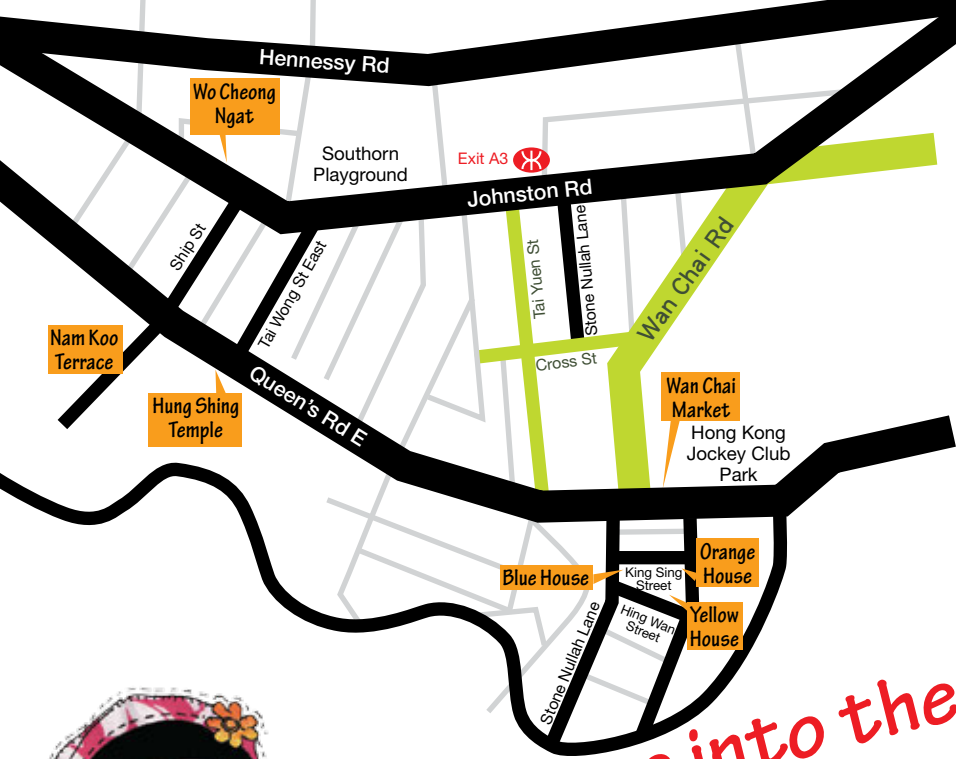 Hennessy Rd
Wo Cheong
Ngat
Southorn
Playground
Exit A3
Johnston Rd
Ship St
Tai Wong St East
Tai Yuen St
Stone Nullah Lane
Wan Chai Rd
Cross St
Nam Koo
Terrace
Hung Shing
Temple
Queen's Rd E
Wan Chai
Market
Hong Kong
Jockey Club
Park
Blue House
King Sing
Street
Orange
House
Hing Wan
Street
Yellow
House
Stone Nullah Lane
into the